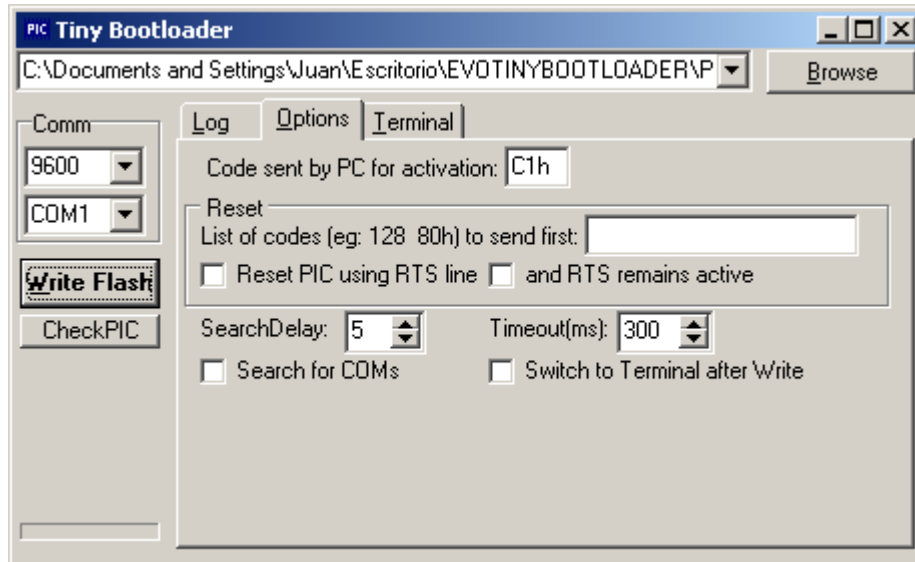 PIC Tiny Bootloader
C:\Documents and Settings\Juan\Escritorio\EVOTINYBOOTLOADER\P
Browse
Comm
9600
COM1
Write Flash
CheckPIC
Log Options Terminal
Code sent by PC for activation: C1h
Reset
List of codes (eg: 128 80h) to send first:
Reset PIC using RTS line and RTS remains active
SearchDelay: 5 Timeout(ms): 300
Search for COMs Switch to Terminal after Write